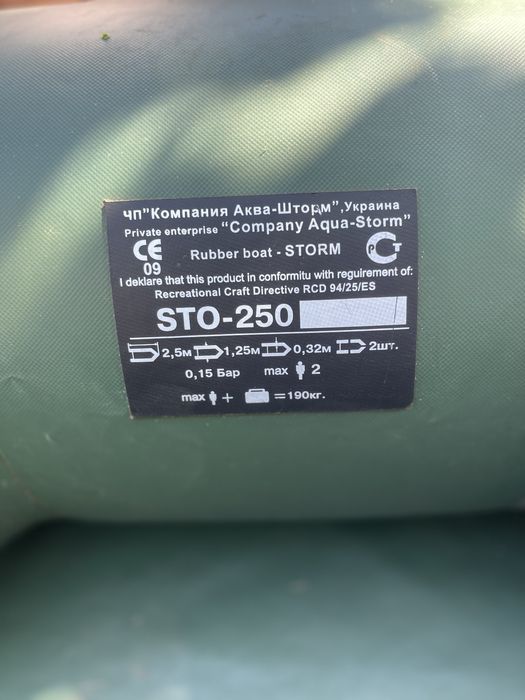 ЧП"Компания Аква-Шторм",Украина
Private enterprise "Company Aqua-Storm"
CE
09
Rubber boat - STORM
РСТ
I deklare that this product in conformitu with reguirement of:
Recreational Craft Directive RCD 94/25/ES
STO-250
2,5м 1,25м 0,32м 2шт.
0,15 Бар max 2
max + =190кг.